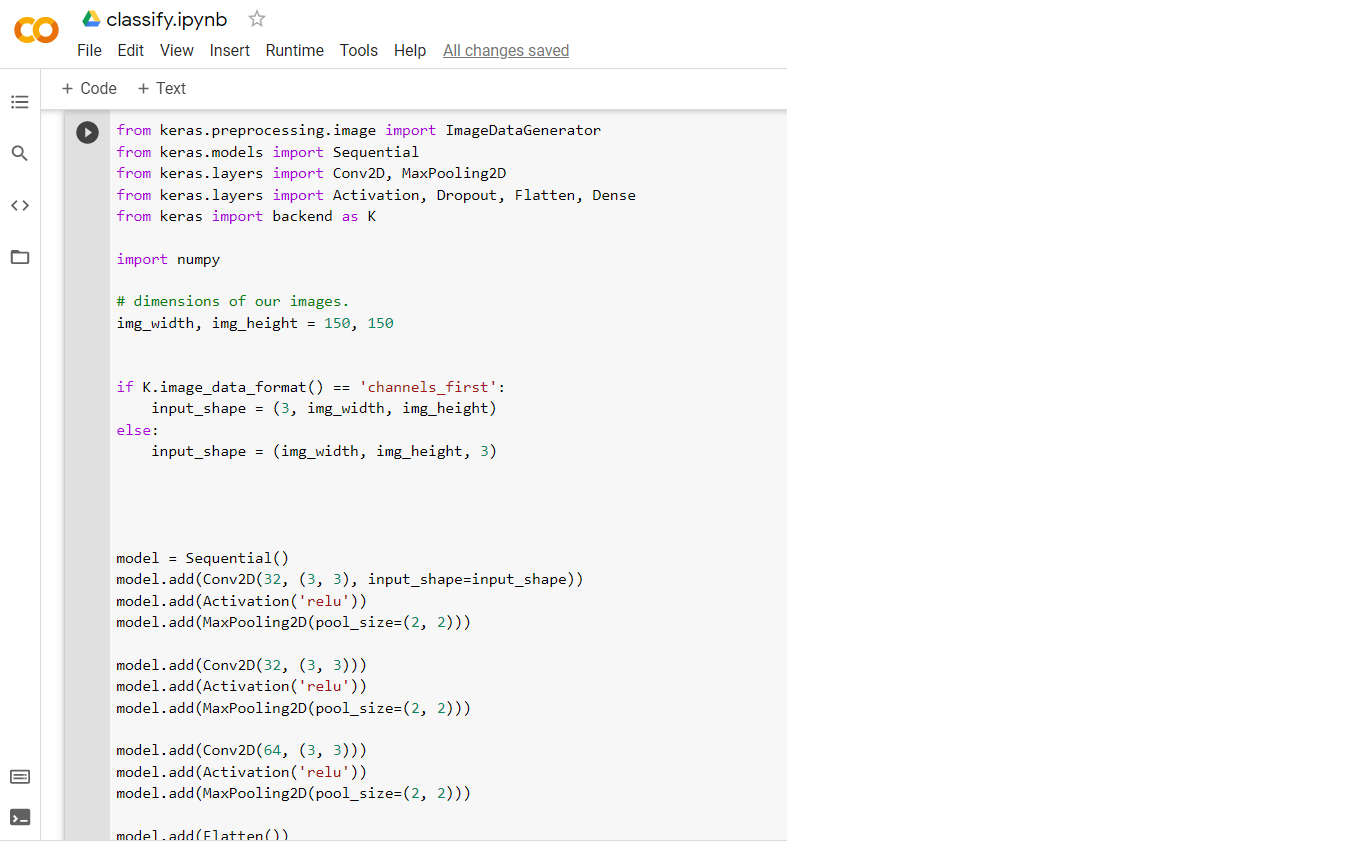 classify.ipynb
File Edit View Insert Runtime Tools Help All changes saved
+ Code + Text
from keras.preprocessing.image import ImageDataGenerator
from keras.models import Sequential
from keras.layers import Conv2D, MaxPooling2D
from keras.layers import Activation, Dropout, Flatten, Dense
from keras import backend as K
import numpy
# dimensions of our images.
img_width, img_height = 150, 150
if K.image_data_format() == 'channels_first':
    input_shape = (3, img_width, img_height)
else:
    input_shape = (img_width, img_height, 3)
model = Sequential()
model.add(Conv2D(32, (3, 3), input_shape=input_shape))
model.add(Activation('relu'))
model.add(MaxPooling2D(pool_size=(2, 2)))
model.add(Conv2D(32, (3, 3)))
model.add(Activation('relu'))
model.add(MaxPooling2D(pool_size=(2, 2)))
model.add(Conv2D(64, (3, 3)))
model.add(Activation('relu'))
model.add(MaxPooling2D(pool_size=(2, 2)))
model.add(Flatten())